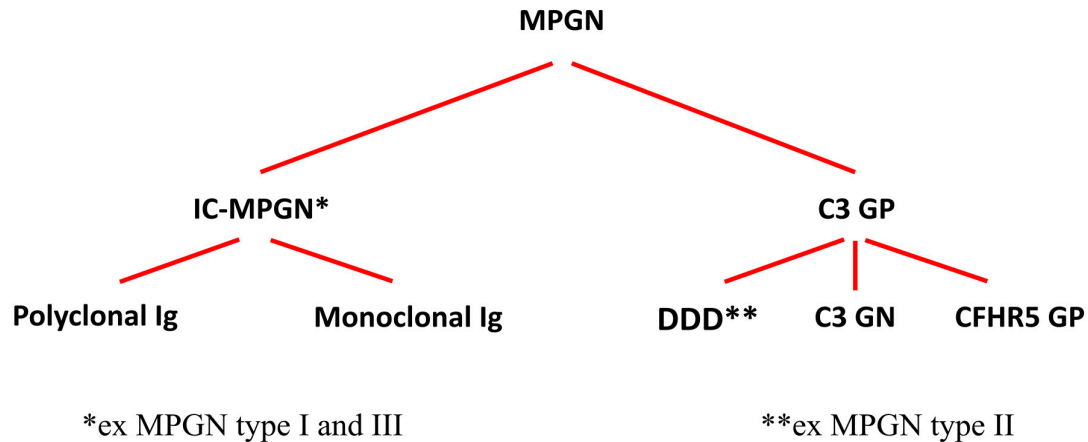 MPGN
IC-MPGN* C3 GP
Polyclonal Ig Monoclonal Ig DDD** C3 GN CFHR5 GP
*ex MPGN type I and III **ex MPGN type II